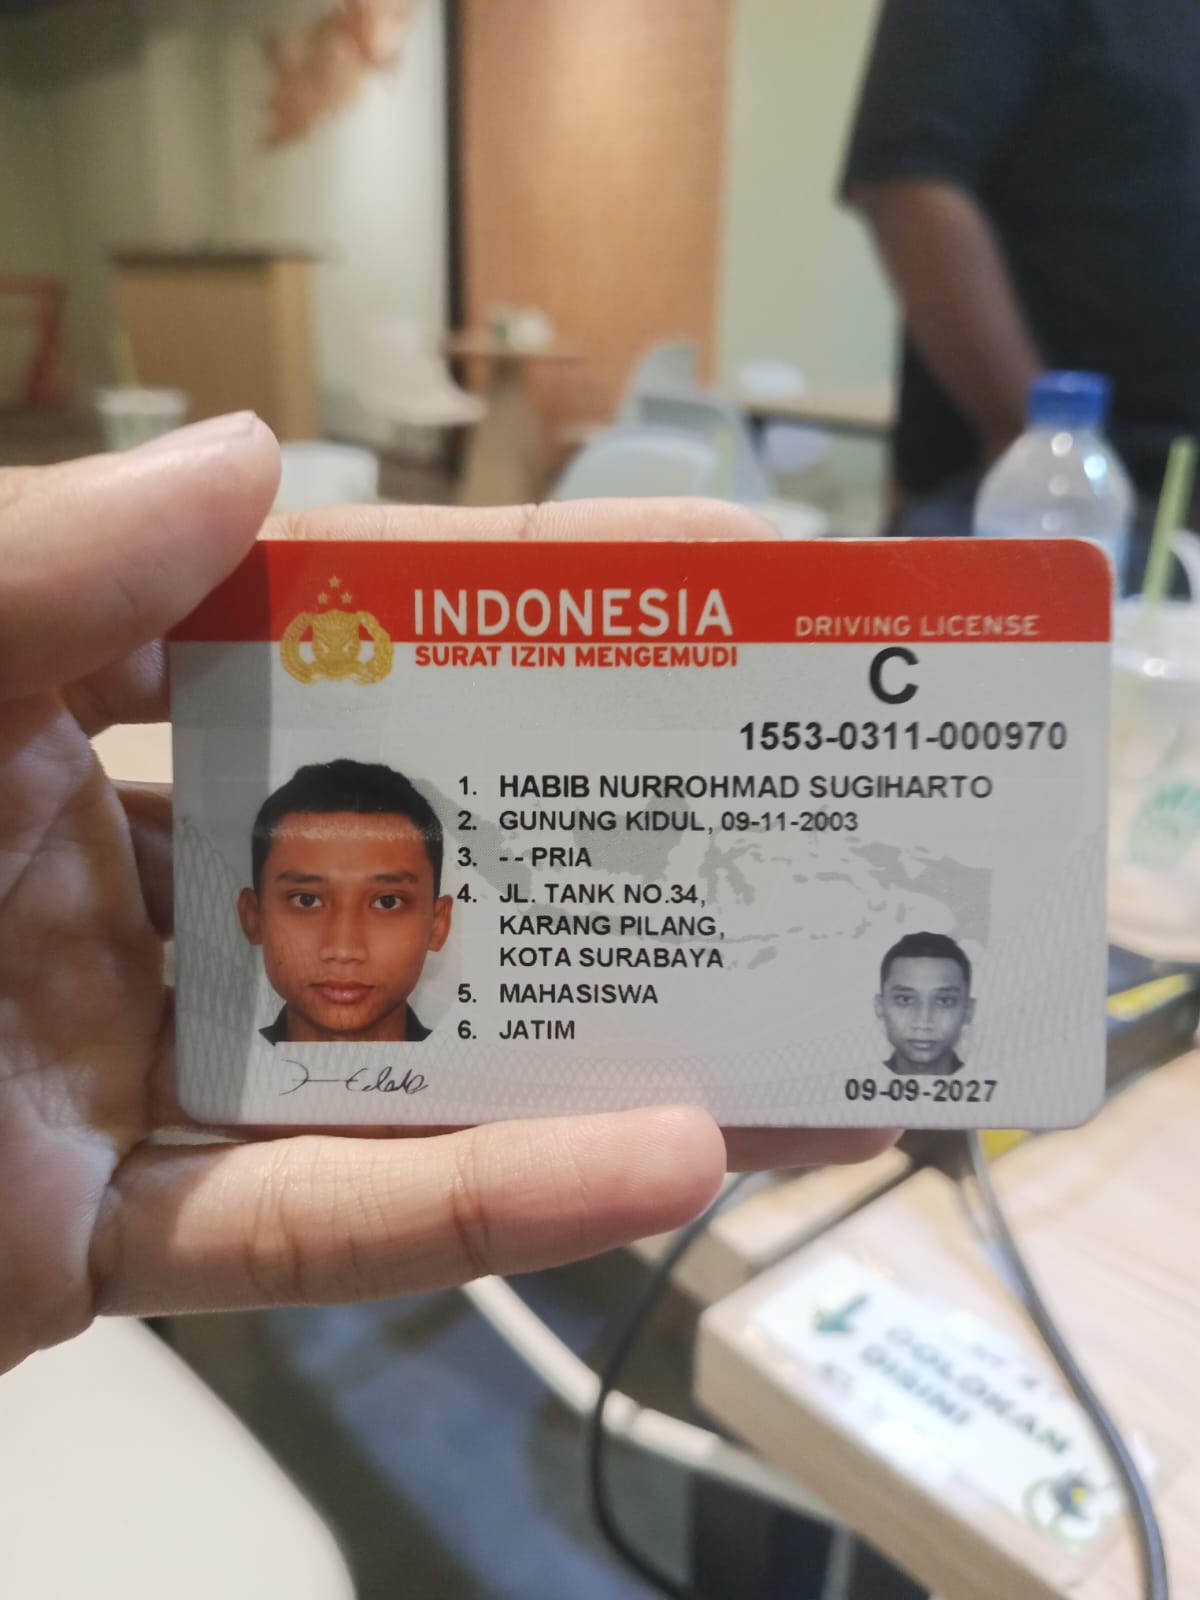 INDONESIA
SURAT IZIN MENGEMUDI
DRIVING LICENSE
C
1553-0311-000970
1. HABIB NURROHMAD SUGIHARTO
2. GUNUNG KIDUL, 09-11-2003
3. -- PRIA
4. JL. TANK NO.34,
KARANG PILANG,
KOTA SURABAYA
5. MAHASISWA
6. JATIM
09-09-2027
COLOKAN
DISINI